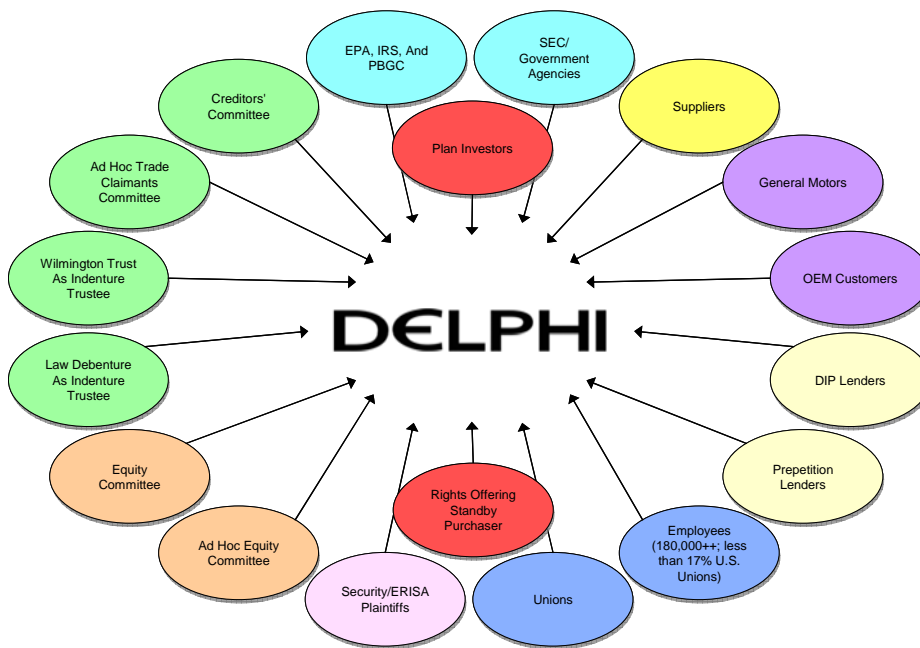 EPA, IRS, And
PBGC
SEC/
Government
Agencies
Creditors'
Committee
Suppliers
Plan Investors
Ad Hoc Trade
Claimants
Committee
General Motors
Wilmington Trust
As Indenture
Trustee
OEM Customers
DELPHI
Law Debenture
As Indenture
Trustee
DIP Lenders
Equity
Committee
Prepetition
Lenders
Rights Offering
Standby
Purchaser
Ad Hoc Equity
Committee
Employees
(180,000++; less
than 17% U.S.
Unions)
Security/ERISA
Plaintiffs
Unions